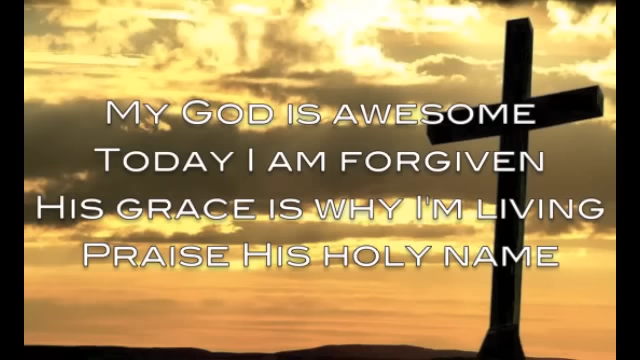 My God is awesome
Today I am forgiven
His grace is why I'm living
Praise His holy name